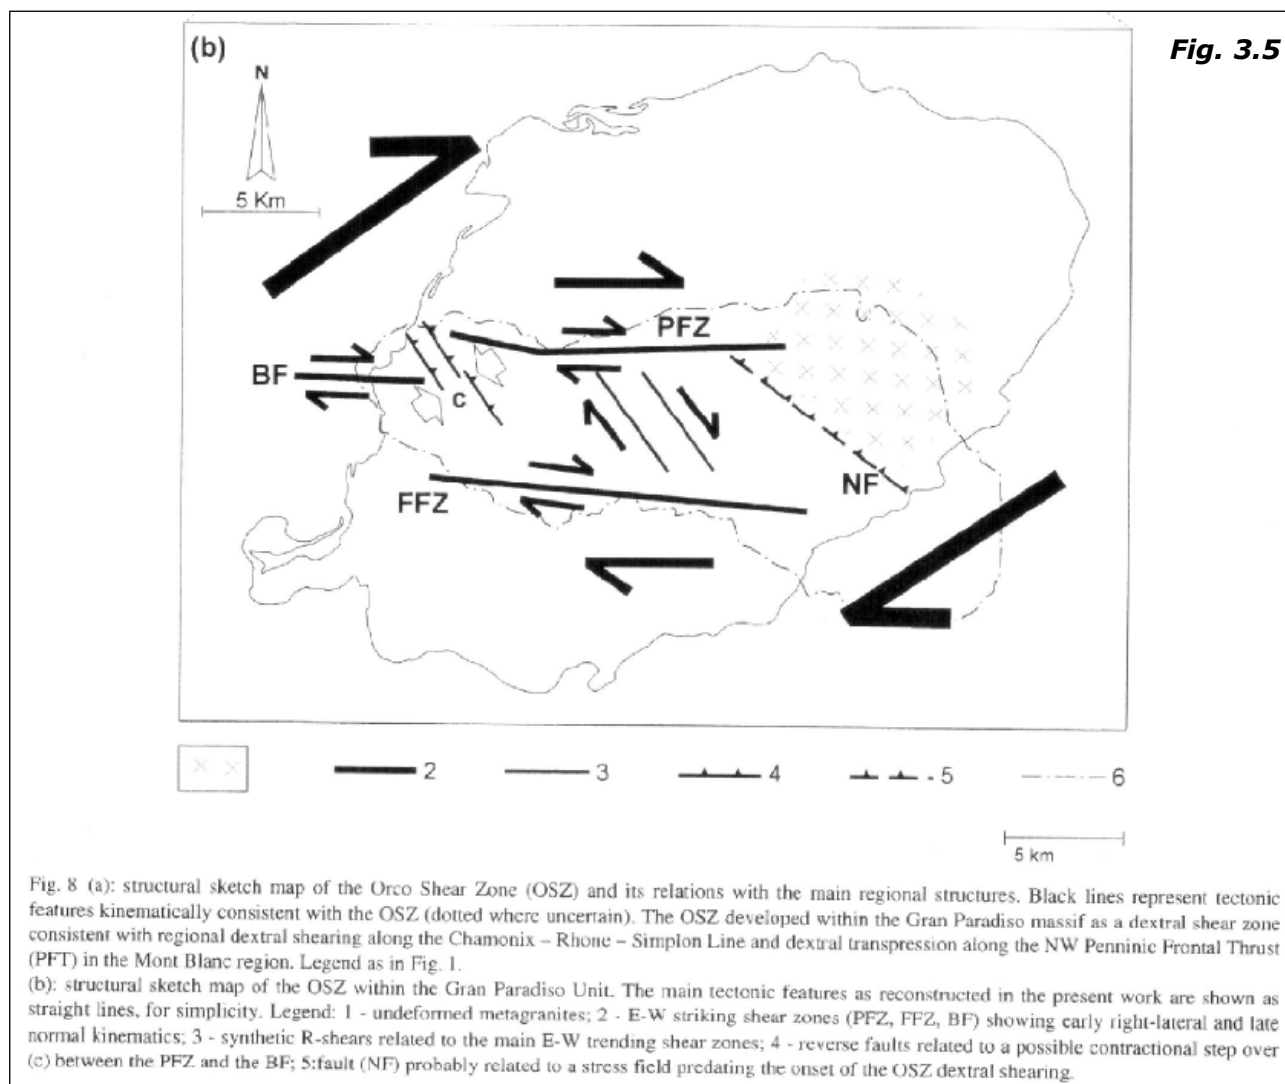 (b)
Fig. 3.5
N
5 Km
PFZ
BF
c
FFZ
NF
2
3
4
- 5
6
5 km
Fig. 8 (a): structural sketch map of the Orco Shear Zone (OSZ) and its relations with the main regional structures. Black lines represent tectonic
features kinematically consistent with the OSZ (dotted where uncertain). The OSZ developed within the Gran Paradiso massif as a dextral shear zone
consistent with regional dextral shearing along the Chamonix – Rhone – Simplon Line and dextral transpression along the NW Penninic Frontal Thrust
(PFT) in the Mont Blanc region. Legend as in Fig. 1.
(b): structural sketch map of the OSZ within the Gran Paradiso Unit. The main tectonic features as reconstructed in the present work are shown as
straight lines, for simplicity. Legend: 1 - undeformed metagranites; 2 - E-W striking shear zones (PFZ, FFZ, BF) showing early right-lateral and late
normal kinematics; 3 - synthetic R-shears related to the main E-W trending shear zones; 4 - reverse faults related to a possible contractional step over
(c) between the PFZ and the BF; 5:fault (NF) probably related to a stress field predating the onset of the OSZ dextral shearing.